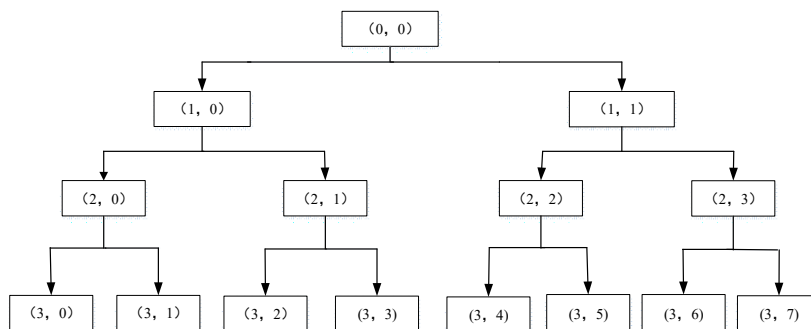 （0，0）
（1，0） （1，1）
（2，0） （2，1） （2，2） （2，3）
(3，0) (3，1) (3，2) (3，3) (3，4) (3，5) (3，6) (3，7)